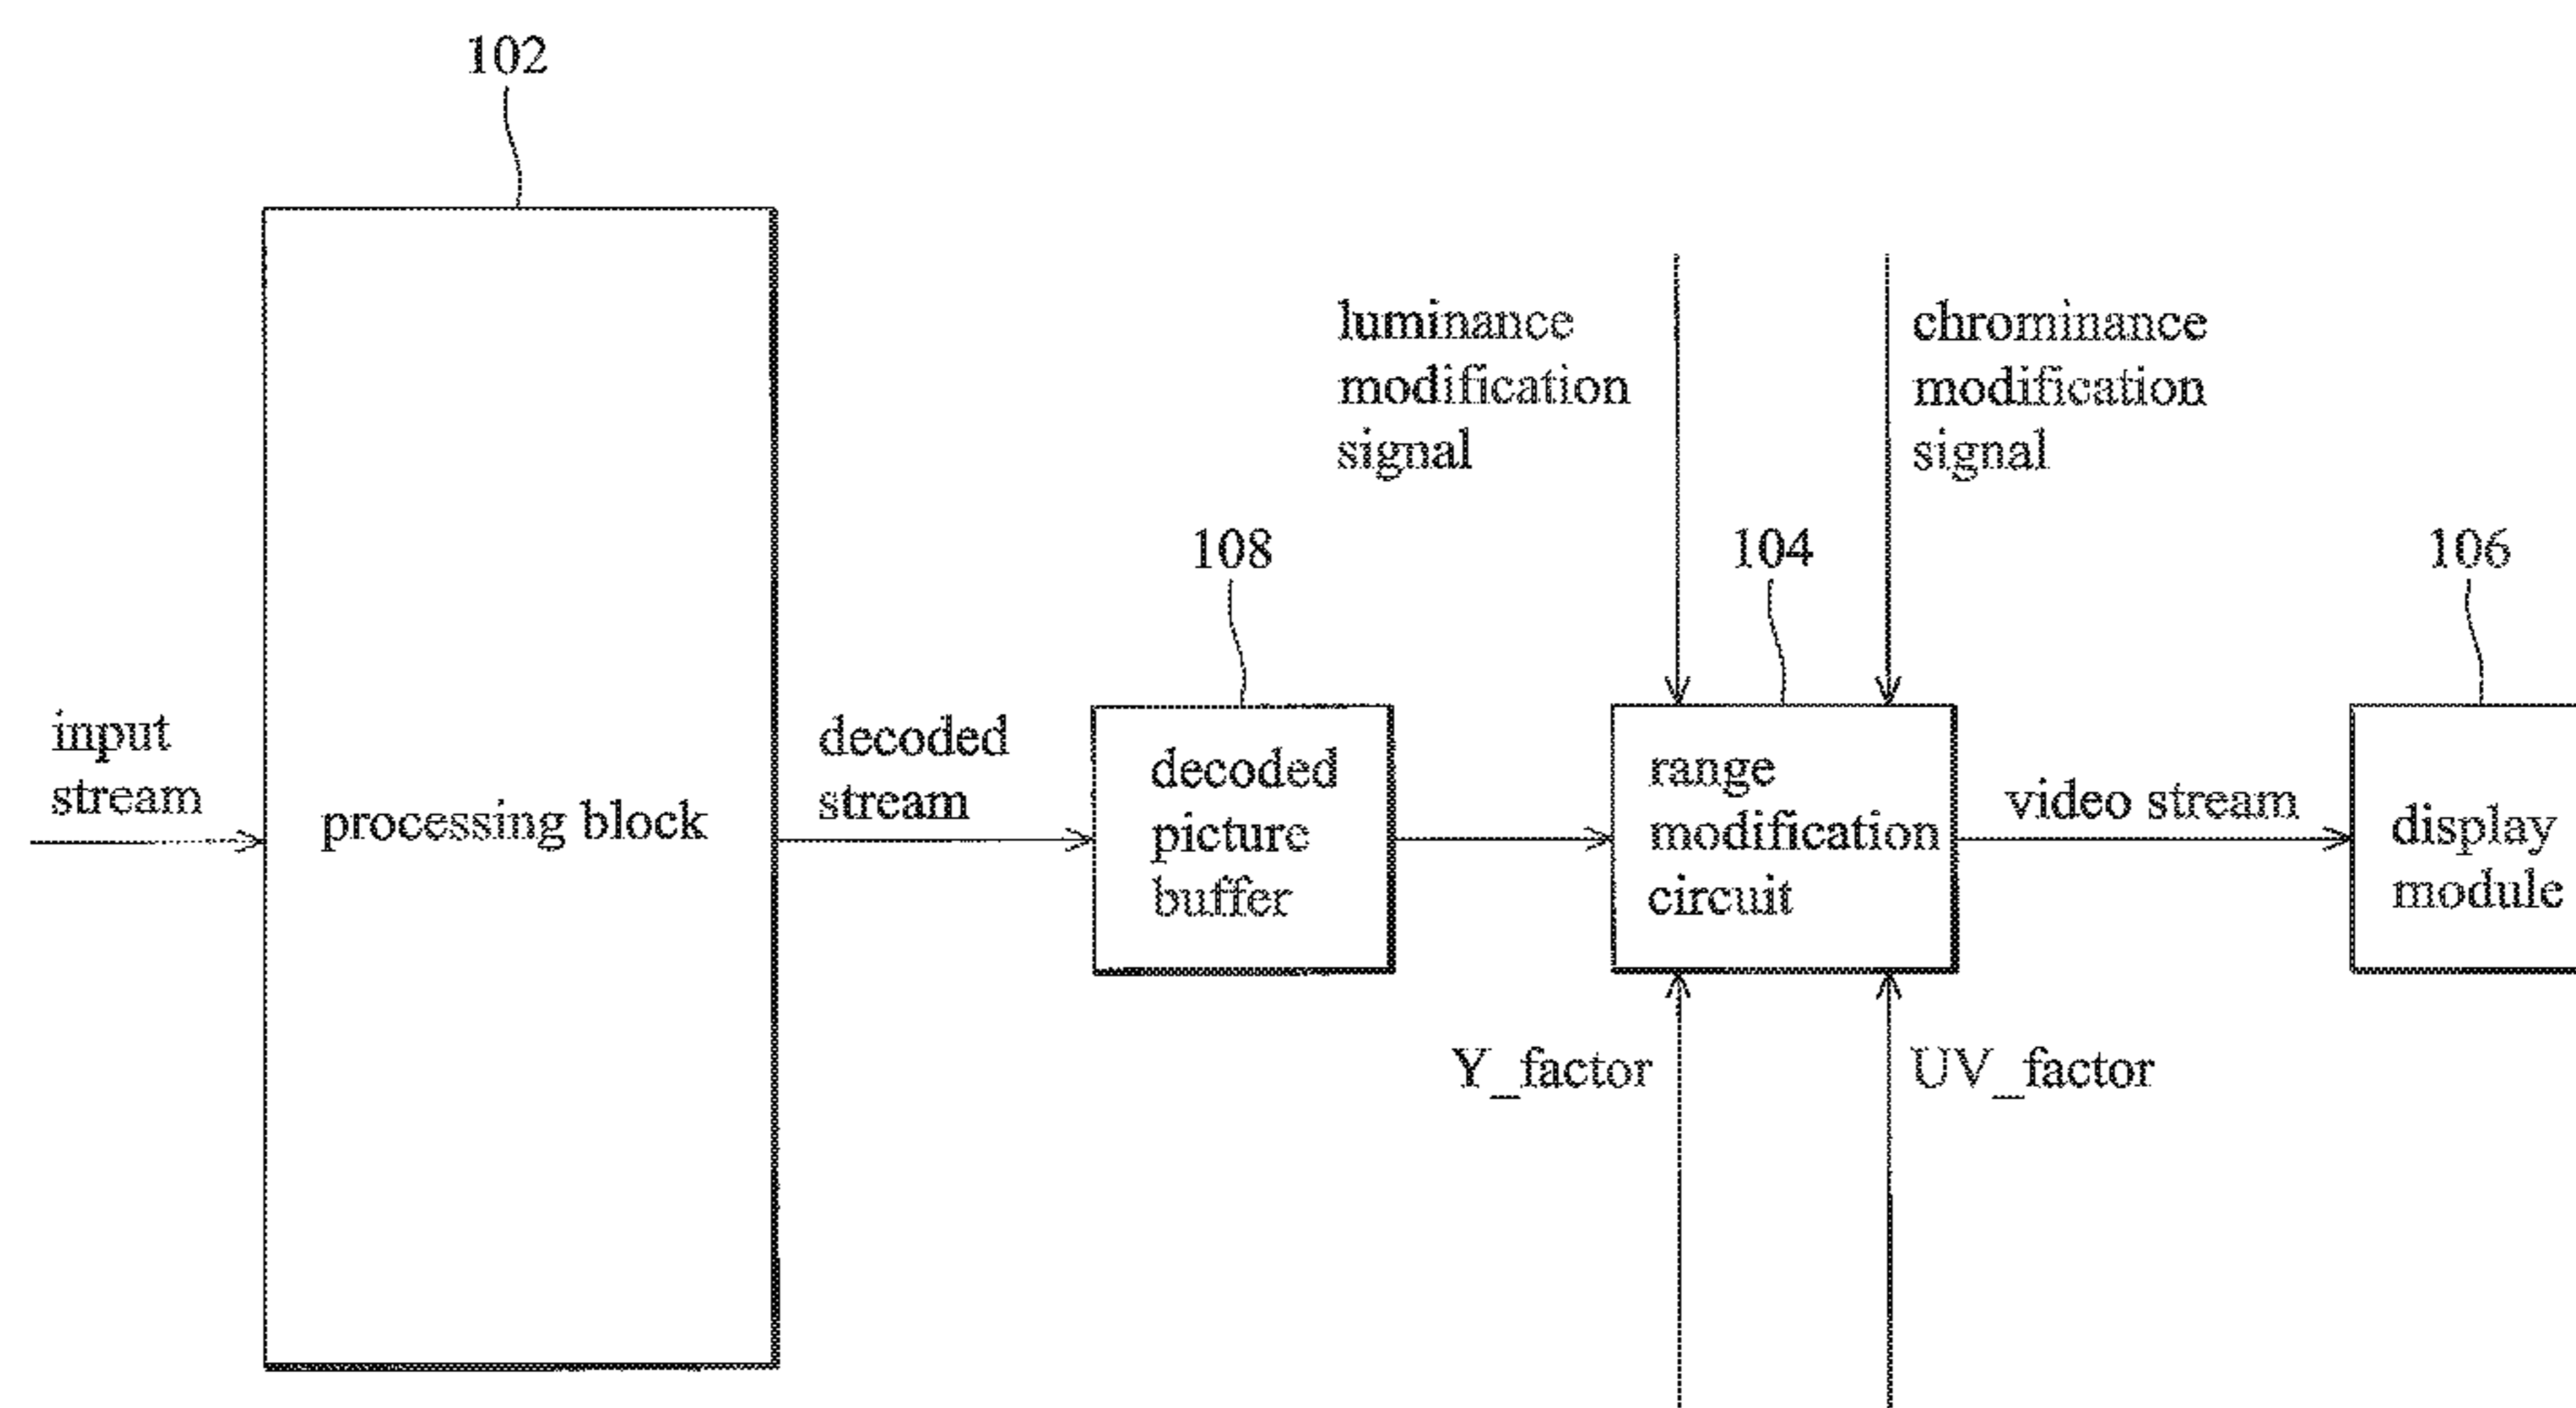 102
luminance
modification
signal
chrominance
modification
signal
108
104
106
input
stream
processing block
decoded
stream
decoded
picture
buffer
range
modification
circuit
video stream
display
module
Y_factor
UV_factor